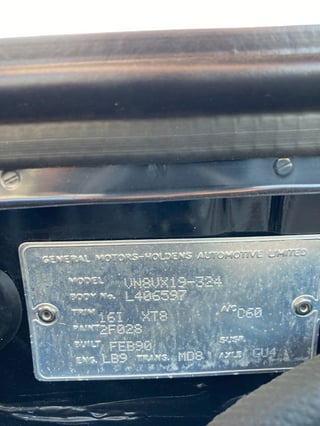 GENERAL MOTORS-HOLDENS AUTOMOTIVE LIMITED
MODEL VN8VX19-324
BODY No. L406397
TRIM 16I XT8 A/C C60
PAINT 2F028
BUILT FEB90 SUSP.
ENG. LB9 TRANS. MD8 AXLE GU4